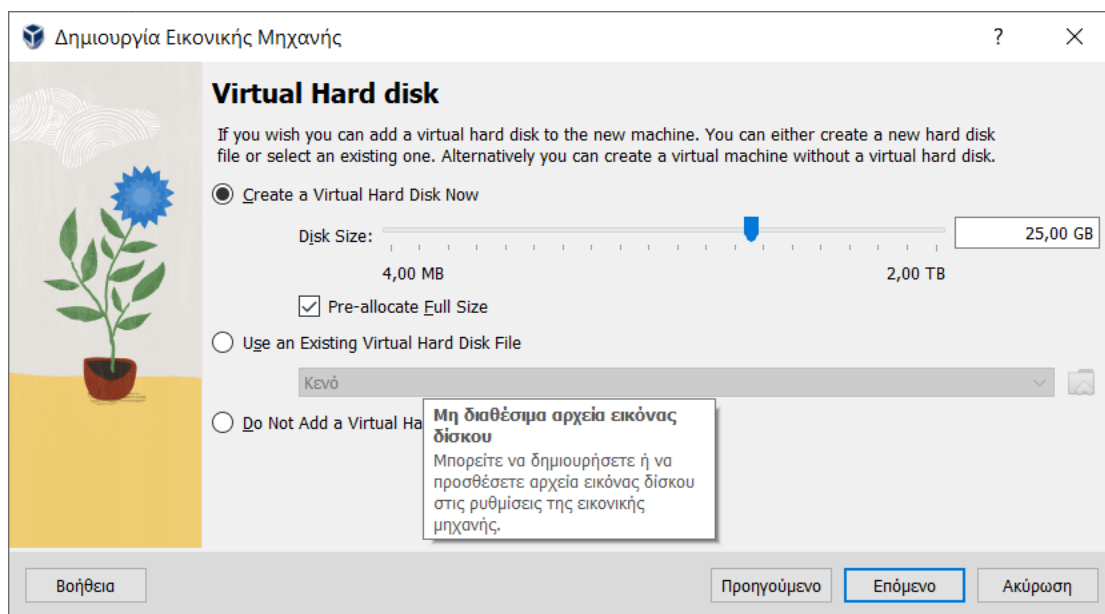 Δημιουργία Εικονικής Μηχανής
?
Virtual Hard disk
If you wish you can add a virtual hard disk to the new machine. You can either create a new hard disk
file or select an existing one. Alternatively you can create a virtual machine without a virtual hard disk.
Create a Virtual Hard Disk Now
Disk Size:
25,00 GB
4,00 MB
2,00 TB
Pre-allocate Full Size
Use an Existing Virtual Hard Disk File
Κενό
Do Not Add a Virtual Ha
Μη διαθέσιμα αρχεία εικόνας
δίσκου
Μπορείτε να δημιουρήσετε ή να
προσθέσετε αρχεία εικόνας δίσκου
στις ρυθμίσεις της εικονικής
μηχανής.
Βοήθεια
Προηγούμενο
Επόμενο
Ακύρωση